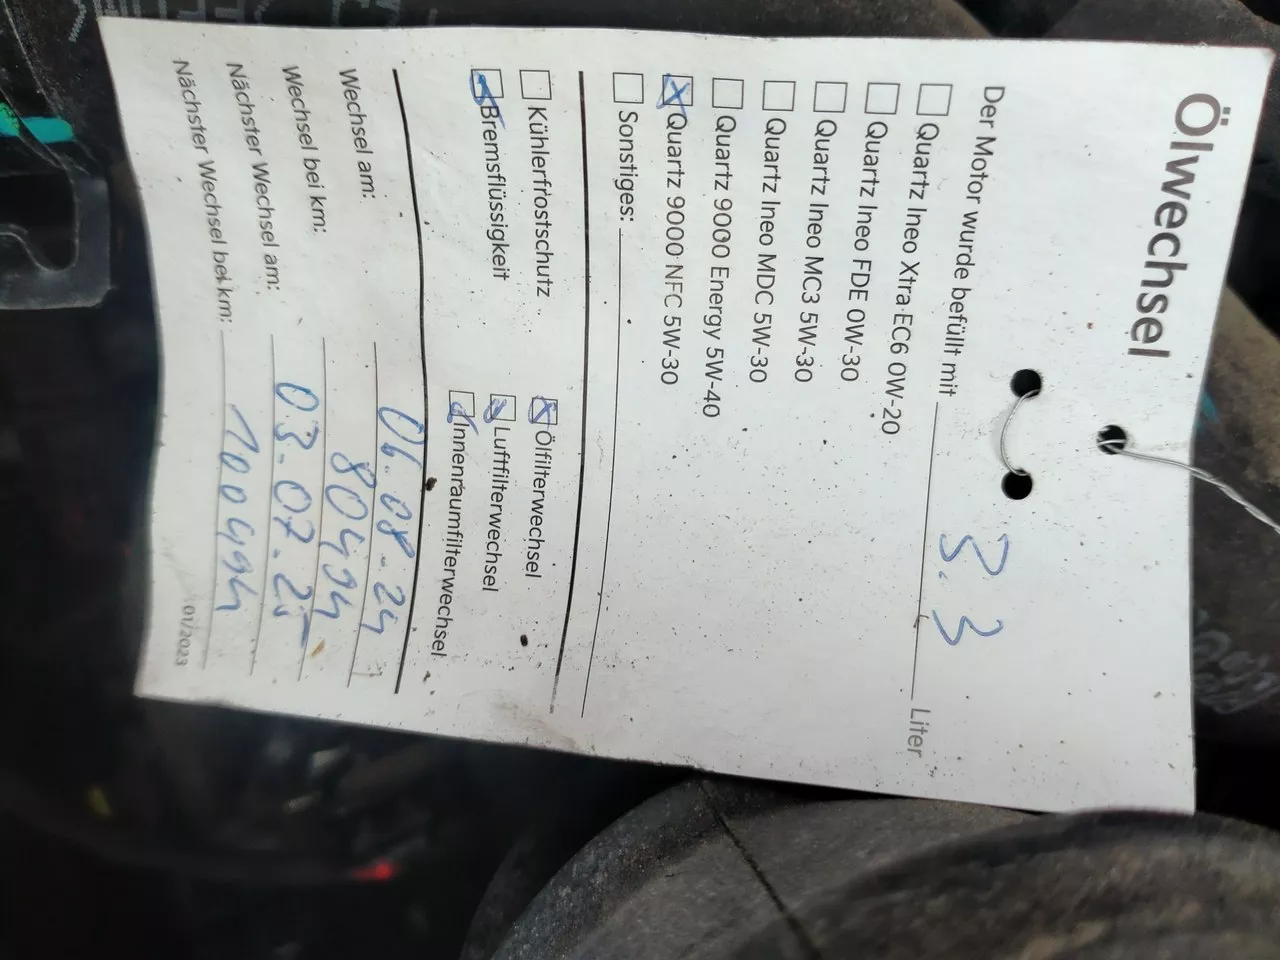 Ölwechsel
Der Motor wurde befüllt mit 3.3 Liter
Quartz Ineo Xtra EC6 0W-20
Quartz Ineo FDE 0W-30
Quartz Ineo MC3 5W-30
Quartz Ineo MDC 5W-30
Quartz 9000 Energy 5W-40
Quartz 9000 NFC 5W-30
Sonstiges:
Kühlerfrostschutz Ölfilterwechsel
Bremsflüssigkeit Luftfilterwechsel
Innenraumfilterwechsel
Wechsel am: 06.08.24
Wechsel bei km: 80494
Nächster Wechsel am: 03.07.25
Nächster Wechsel bei km: 100494
01/2023